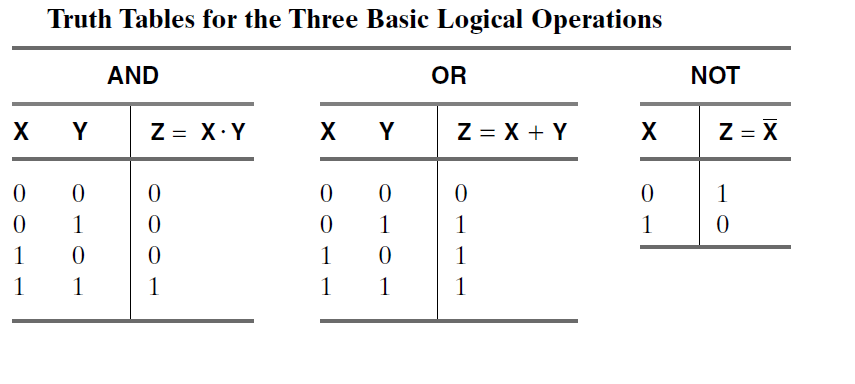 Truth Tables for the Three Basic Logical Operations
AND OR NOT
X Y Z = X · Y X Y Z = X + Y X Z = X̅
0 0 0 0 0 0 0 1
0 1 0 0 1 1 1 0
1 0 0 1 0 1
1 1 1 1 1 1